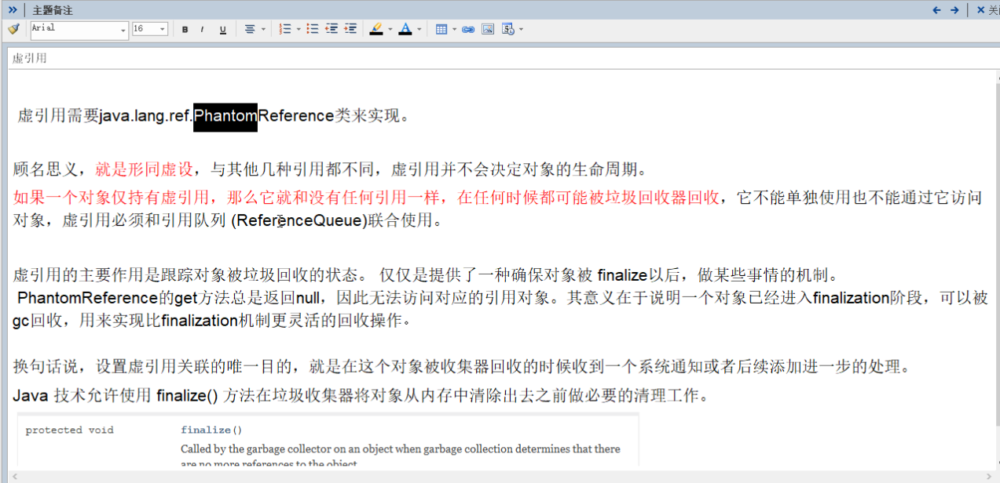 主题备注
关
Arial 16 B I U
虚引用
虚引用需要java.lang.ref.PhantomReference类来实现。
顾名思义，就是形同虚设，与其他几种引用都不同，虚引用并不会决定对象的生命周期。
如果一个对象仅持有虚引用，那么它就和没有任何引用一样，在任何时候都可能被垃圾回收器回收，它不能单独使用也不能通过它访问
对象，虚引用必须和引用队列 (ReferenceQueue)联合使用。
虚引用的主要作用是跟踪对象被垃圾回收的状态。 仅仅是提供了一种确保对象被 finalize以后，做某些事情的机制。
PhantomReference的get方法总是返回null，因此无法访问对应的引用对象。其意义在于说明一个对象已经进入finalization阶段，可以被
gc回收，用来实现比finalization机制更灵活的回收操作。
换句话说，设置虚引用关联的唯一目的，就是在这个对象被收集器回收的时候收到一个系统通知或者后续添加进一步的处理。
Java 技术允许使用 finalize() 方法在垃圾收集器将对象从内存中清除出去之前做必要的清理工作。
protected void finalize()
Called by the garbage collector on an object when garbage collection determines that there
are no more references to the object